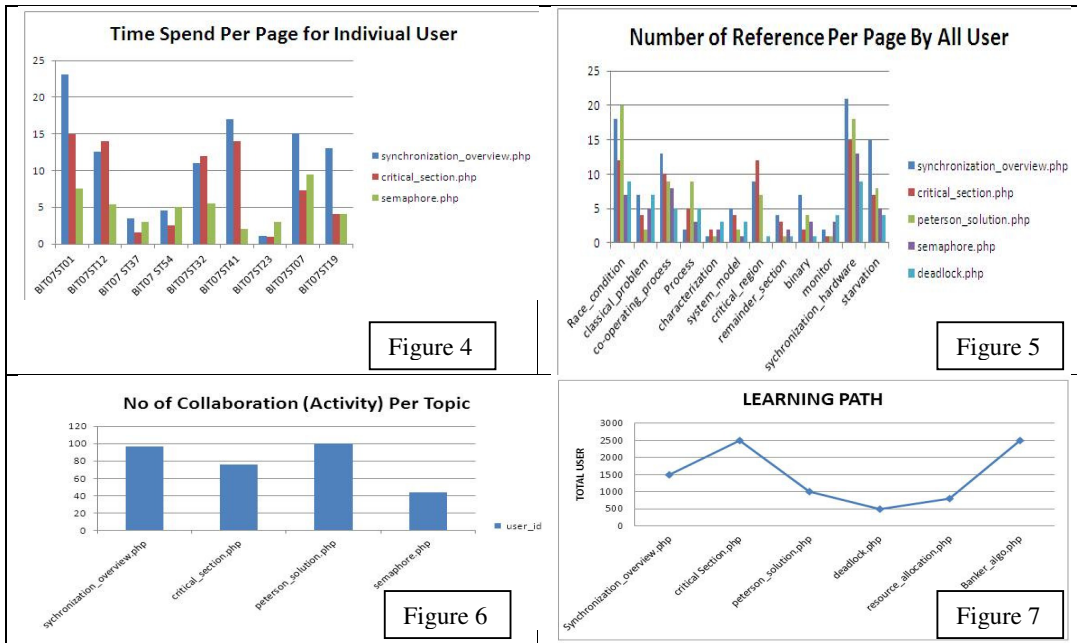 Time Spend Per Page for Indiviual User
25
20
15
10
5
0
BIT07ST01
BIT07ST12
BIT07 ST37
BIT07 ST54
BIT07ST32
BIT07ST41
BIT07ST23
BIT07ST07
BIT07ST19
synchronization_overview.php
critical_section.php
semaphore.php
Figure 4
Number of Reference Per Page By All User
25
20
15
10
5
0
Race_condition
classical_problem
co-operating_process
Process
characterization
system_model
critical_region
remainder_section
binary
monitor
sychronization_hardware
starvation
synchronization_overview.php
critical_section.php
peterson_solution.php
semaphore.php
deadlock.php
Figure 5
No of Collaboration (Activity) Per Topic
120
100
80
60
40
20
0
sychronization_overview.php
critical_section.php
peterson_solution.php
semaphore.php
user_id
Figure 6
LEARNING PATH
TOTAL USER
3000
2500
2000
1500
1000
500
0
Synchronization_overview.php
critical Section.php
peterson_solution.php
deadlock.php
resource_allocation.php
Banker_algo.php
Figure 7